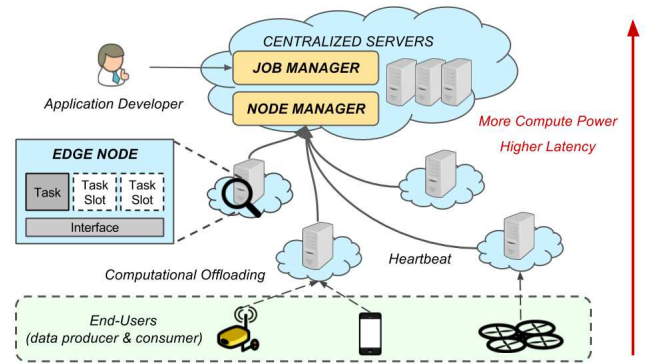 CENTRALIZED SERVERS
JOB MANAGER
NODE MANAGER
Application Developer
More Compute Power
Higher Latency
EDGE NODE
Task
Task
Slot
Task
Slot
Interface
Computational Offloading
Heartbeat
End-Users
(data producer & consumer)